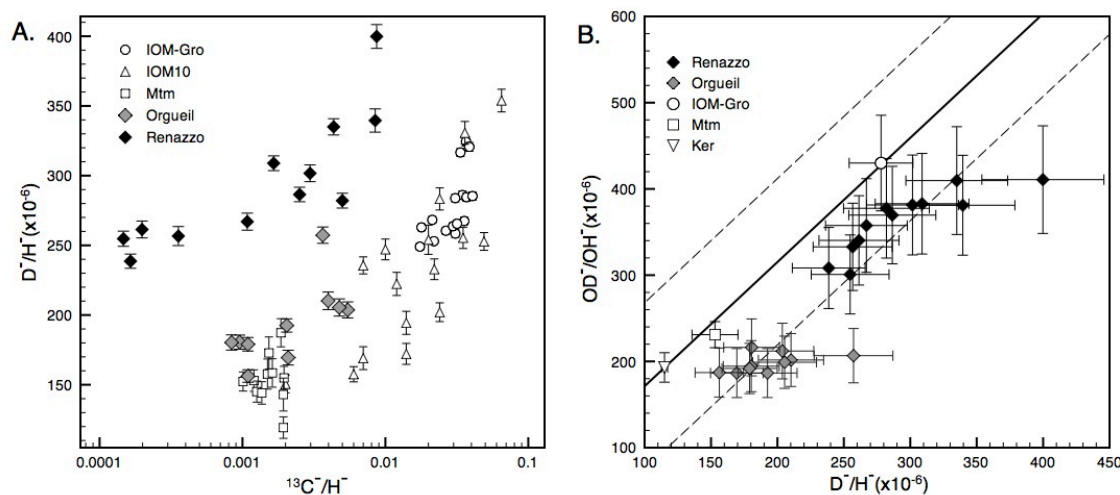 A.
400
350
300
250
200
150
D⁻/H⁻(x10⁻⁶)
IOM-Gro
IOM10
Mtm
Orgueil
Renazzo
0.0001
0.001
0.01
0.1
¹³C⁻/H⁻
B.
600
500
400
300
200
100
OD⁻/OH⁻(x10⁻⁶)
Renazzo
Orgueil
IOM-Gro
Mtm
Ker
100
150
200
250
300
350
400
450
D⁻/H⁻(x10⁻⁶)